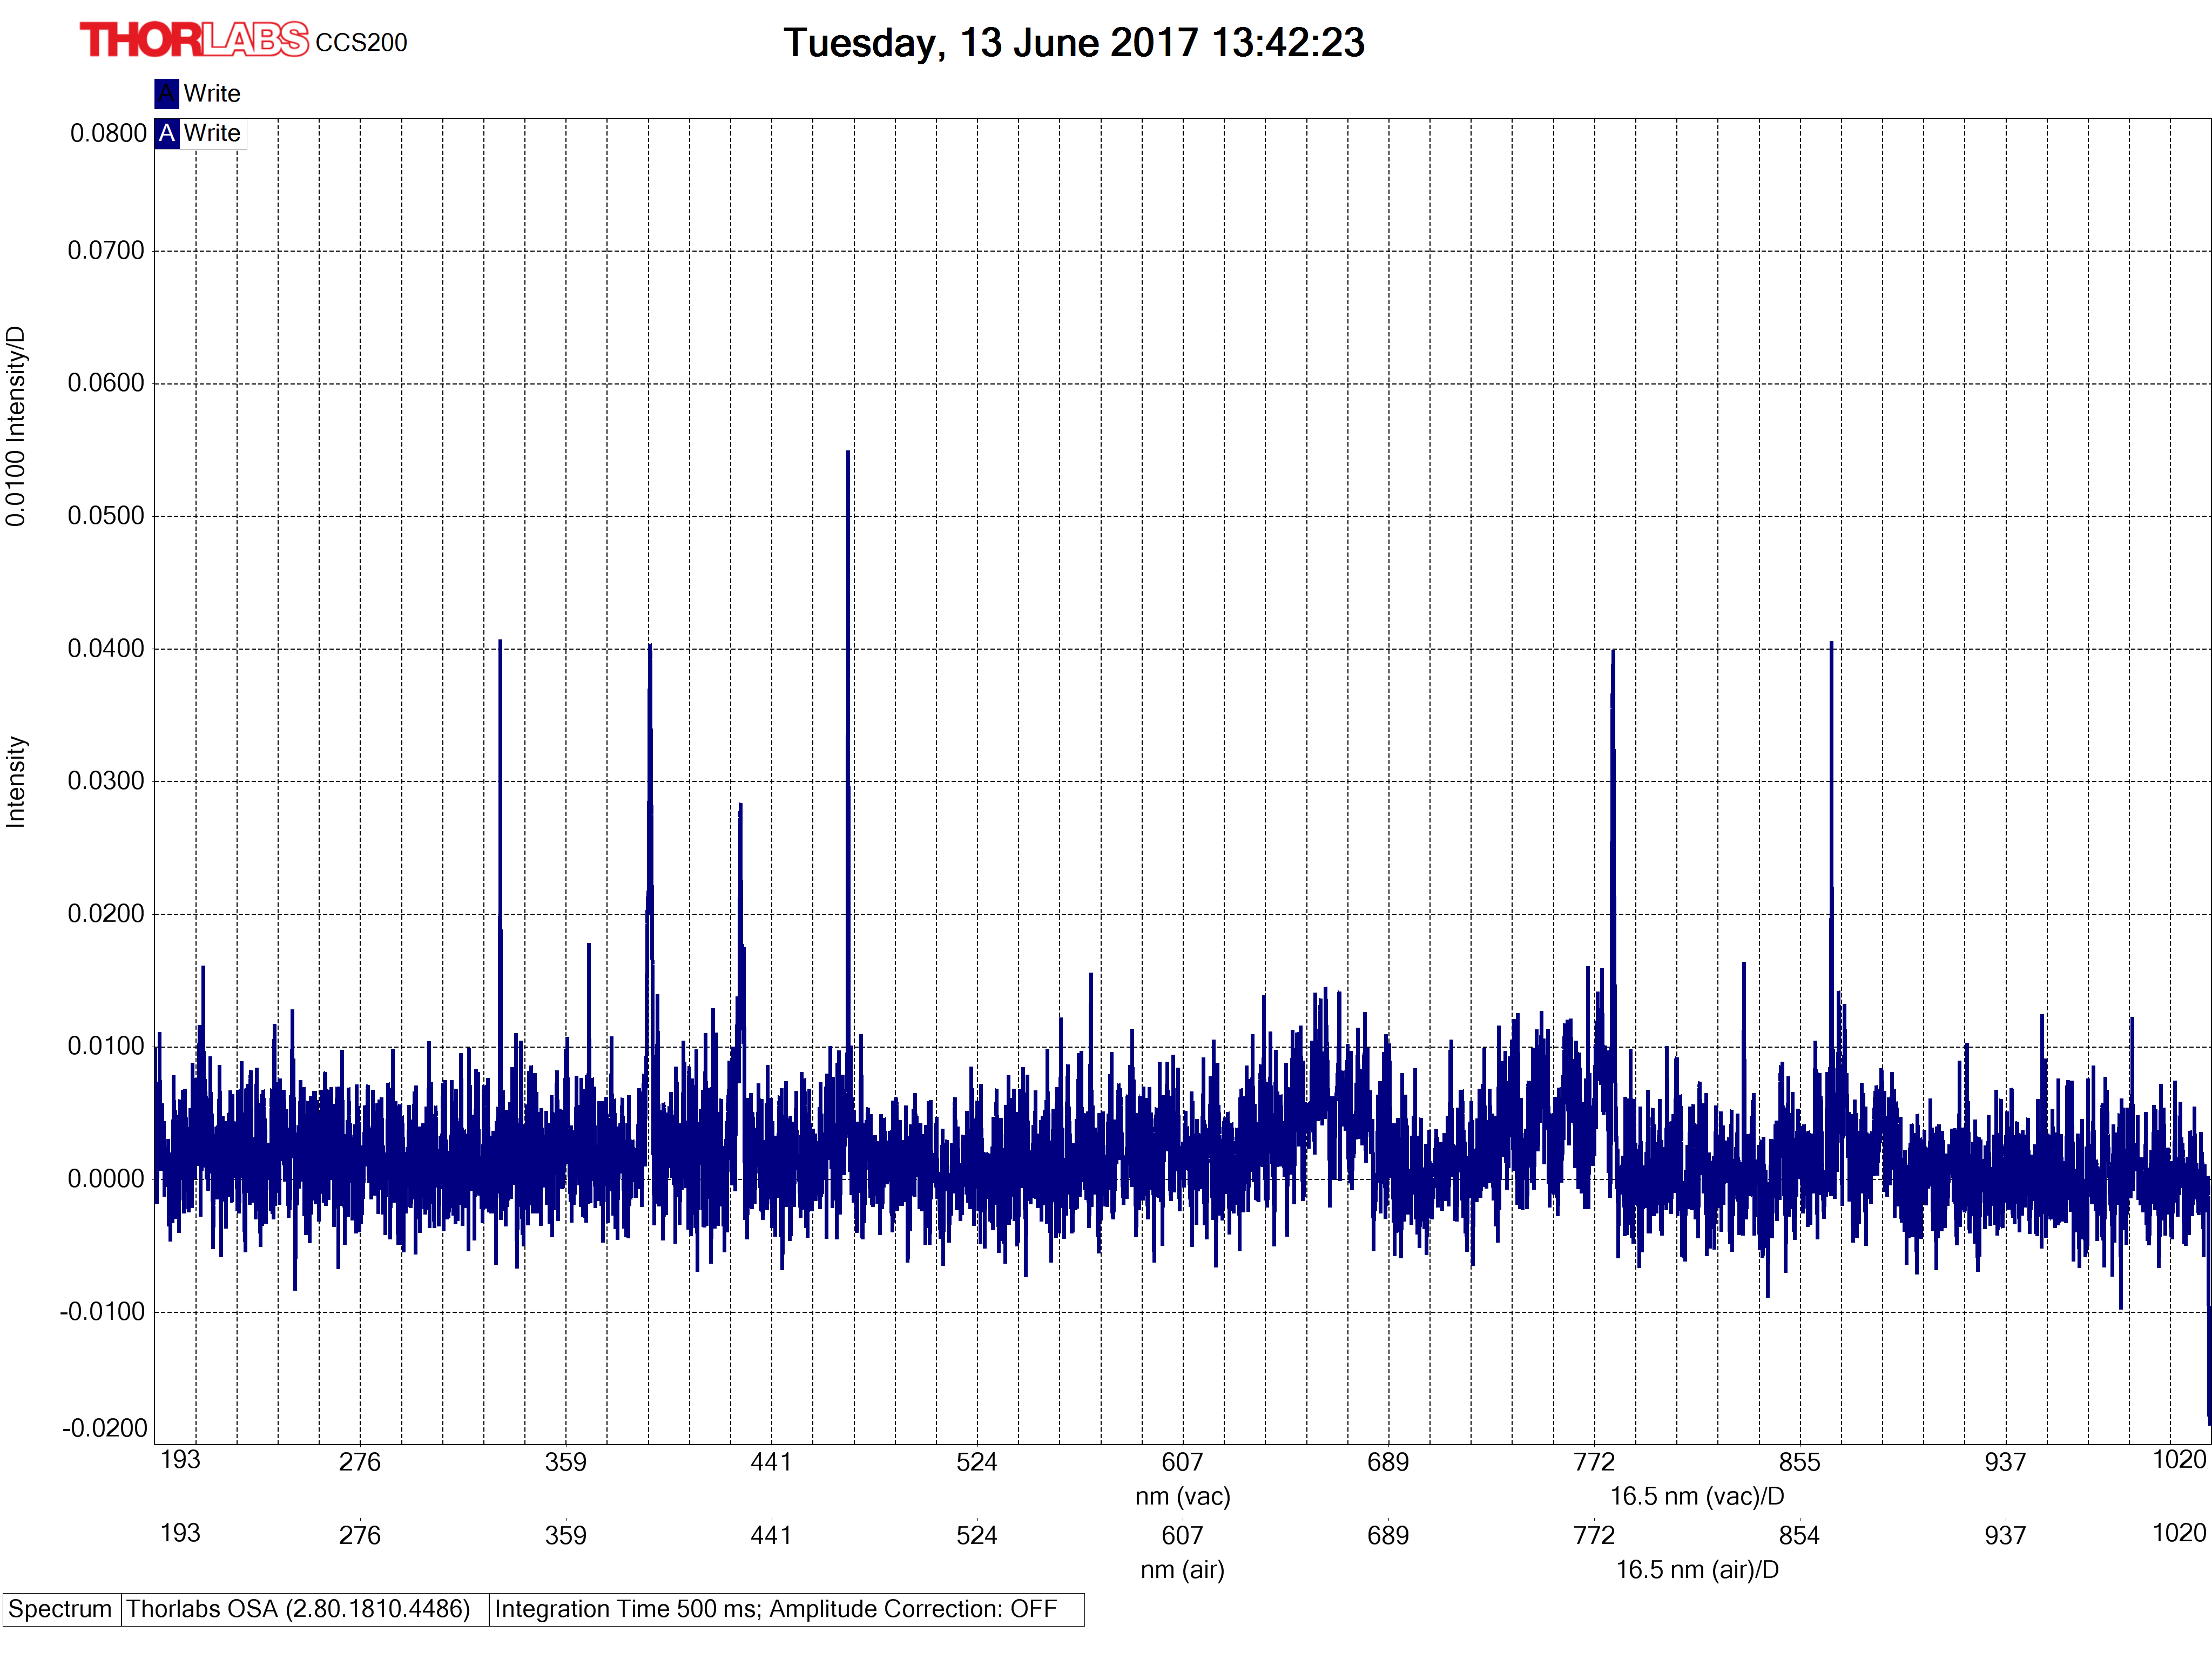 THORLABS CCS200
Tuesday, 13 June 2017 13:42:23
A Write
A Write
0.0800
0.0700
0.0600
0.0500
0.0400
0.0300
0.0200
0.0100
0.0000
-0.0100
-0.0200
0.0100 Intensity/D
Intensity
193 276 359 441 524 607 689 772 855 937 1020
nm (vac) 16.5 nm (vac)/D
193 276 359 441 524 607 689 772 854 937 1020
nm (air) 16.5 nm (air)/D
Spectrum Thorlabs OSA (2.80.1810.4486) Integration Time 500 ms; Amplitude Correction: OFF